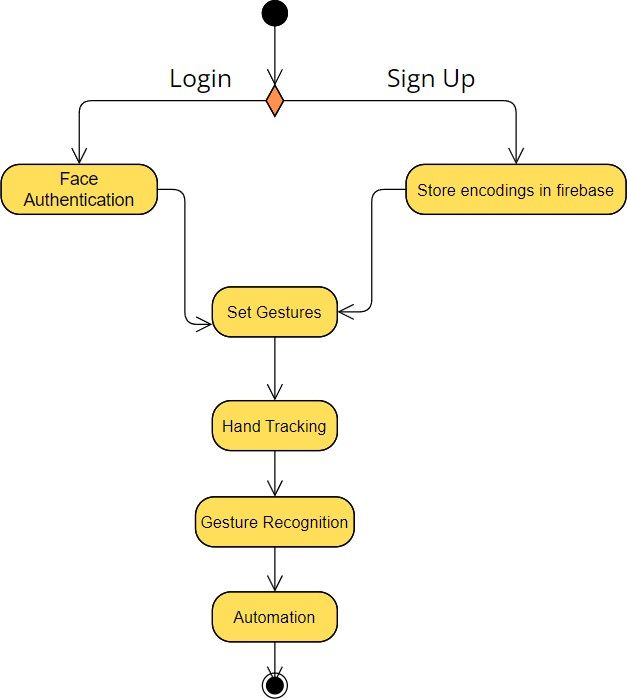 Login
Sign Up
Face
Authentication
Store encodings in firebase
Set Gestures
Hand Tracking
Gesture Recognition
Automation